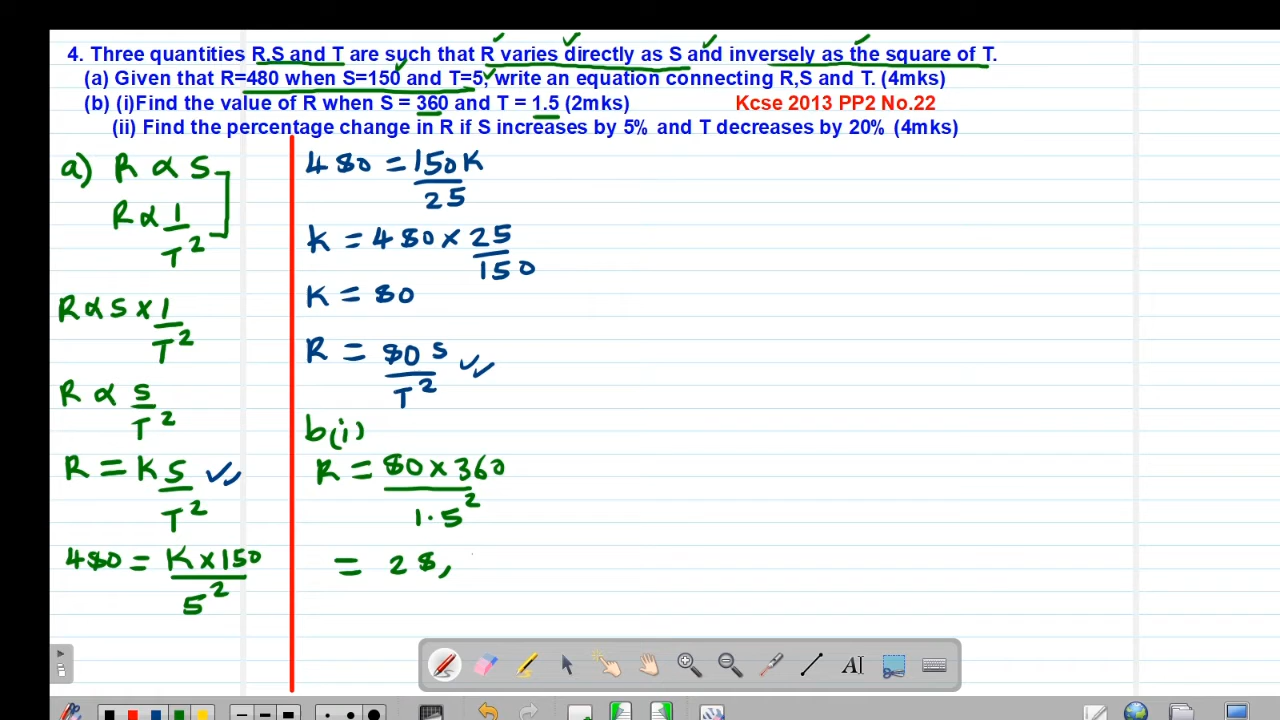 4. Three quantities R,S and T are such that R varies directly as S and inversely as the square of T.
(a) Given that R=480 when S=150 and T=5, write an equation connecting R,S and T. (4mks)
(b) (i)Find the value of R when S = 360 and T = 1.5 (2mks) Kcse 2013 PP2 No.22
(ii) Find the percentage change in R if S increases by 5% and T decreases by 20% (4mks)
a) R ∝ S
R ∝ 1/T²
R ∝ S × 1/T²
R ∝ S/T²
R = K S/T²
480 = K × 150/5²
480 = 150K/25
K = 480 × 25/150
K = 80
R = 80 S/T²
b(i)
R = 80 × 360/1.5²
= 28,
AI